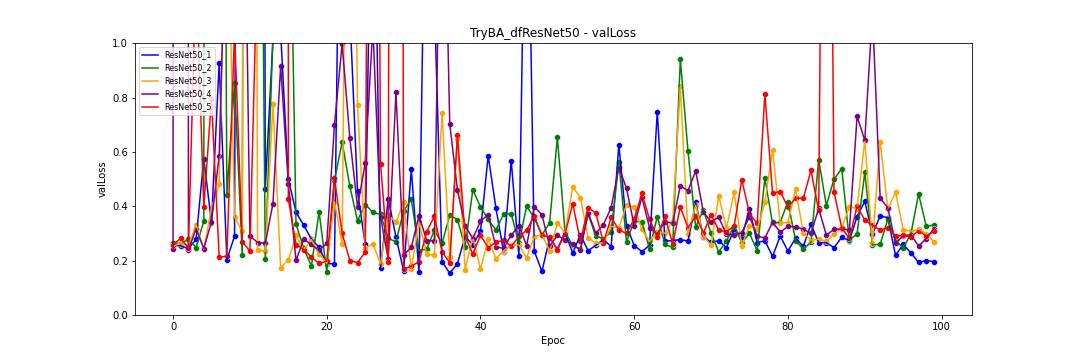 TryBA_dfResNet50 - valLoss
1.0
0.8
0.6
0.4
0.2
0.0
valLoss
ResNet50_1
ResNet50_2
ResNet50_3
ResNet50_4
ResNet50_5
0 20 40 60 80 100
Epoc